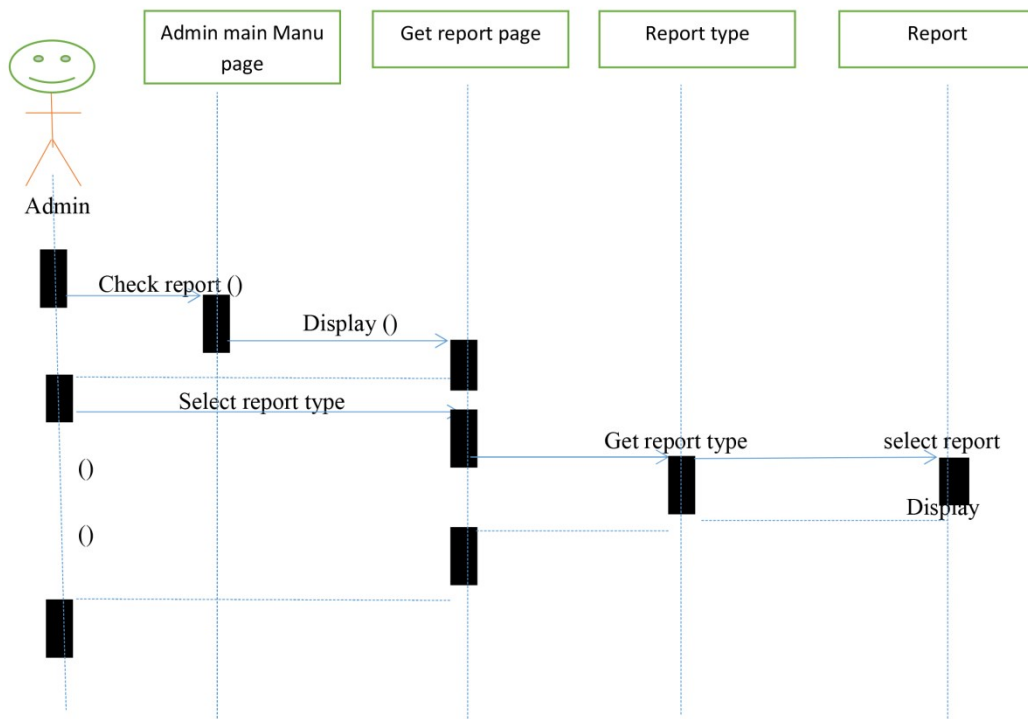 Admin main Manu
page
Get report page
Report type
Report
Admin
Check report ()
Display ()
Select report type
Get report type
select report
()
Display
()